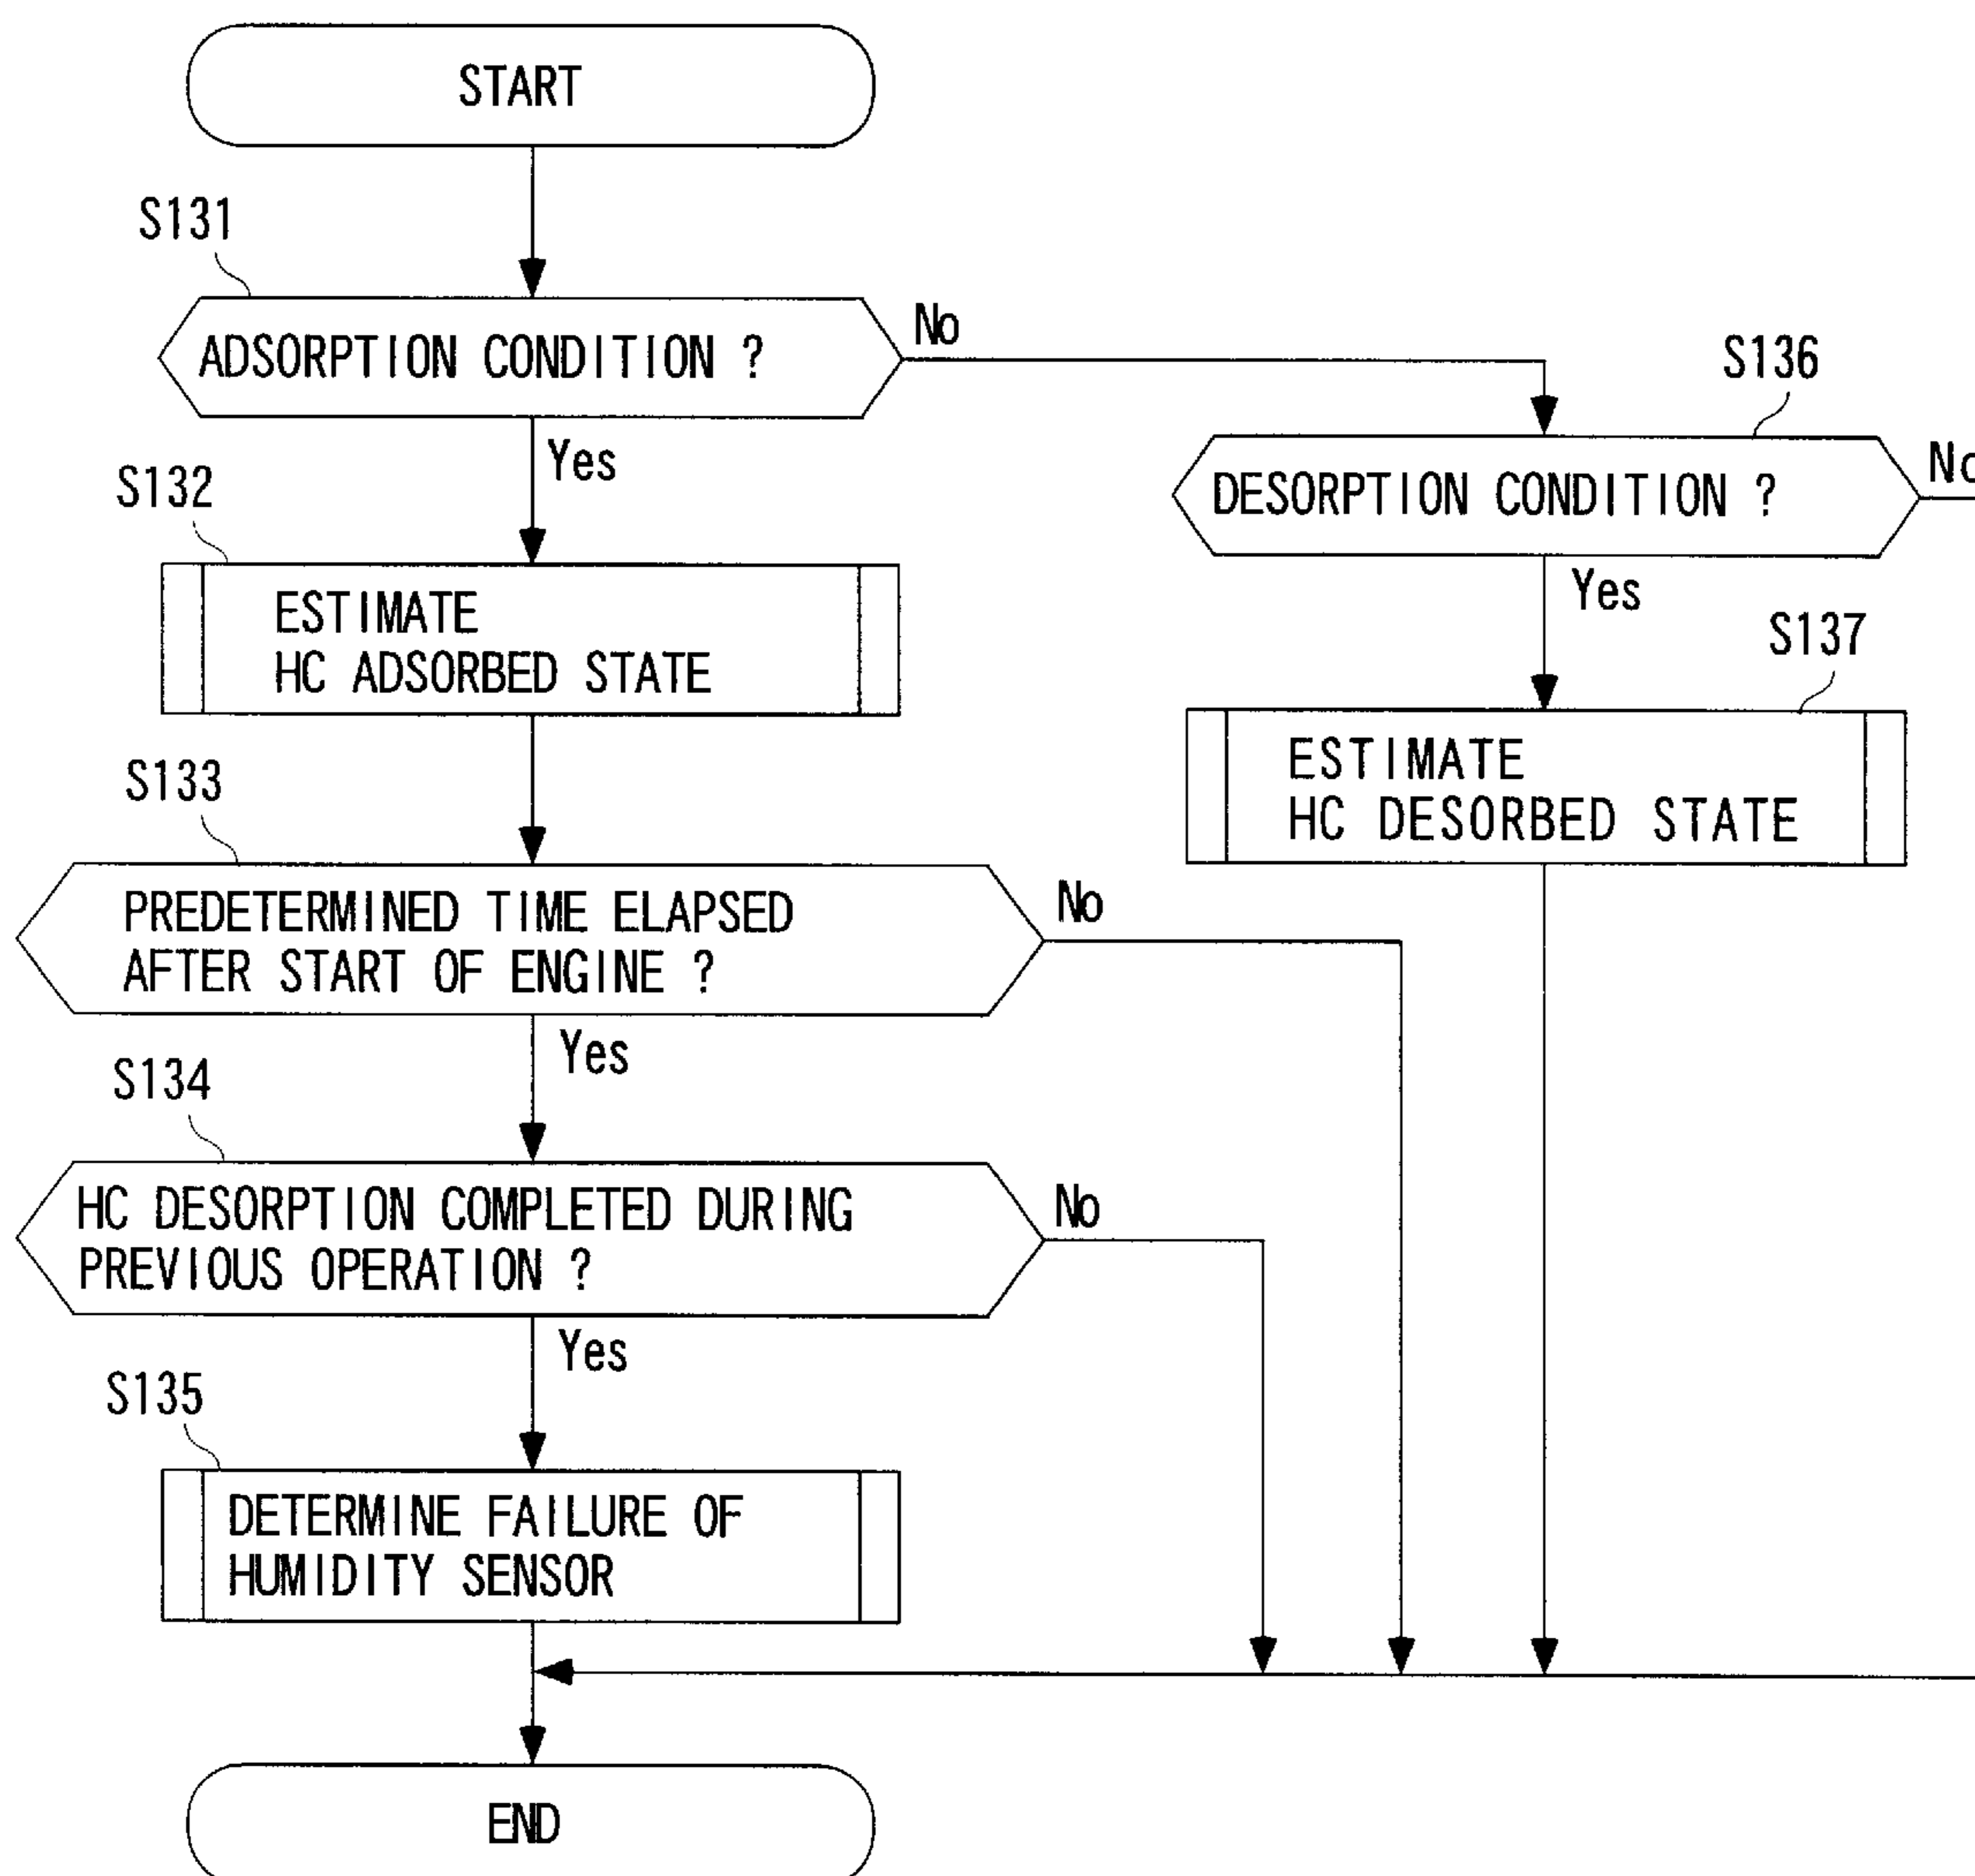 START
S131
ADSORPTION CONDITION ?
No
Yes
S136
DESORPTION CONDITION ?
No
Yes
S132
ESTIMATE
HC ADSORBED STATE
S137
ESTIMATE
HC DESORBED STATE
S133
PREDETERMINED TIME ELAPSED
AFTER START OF ENGINE ?
No
Yes
S134
HC DESORPTION COMPLETED DURING
PREVIOUS OPERATION ?
No
Yes
S135
DETERMINE FAILURE OF
HUMIDITY SENSOR
END